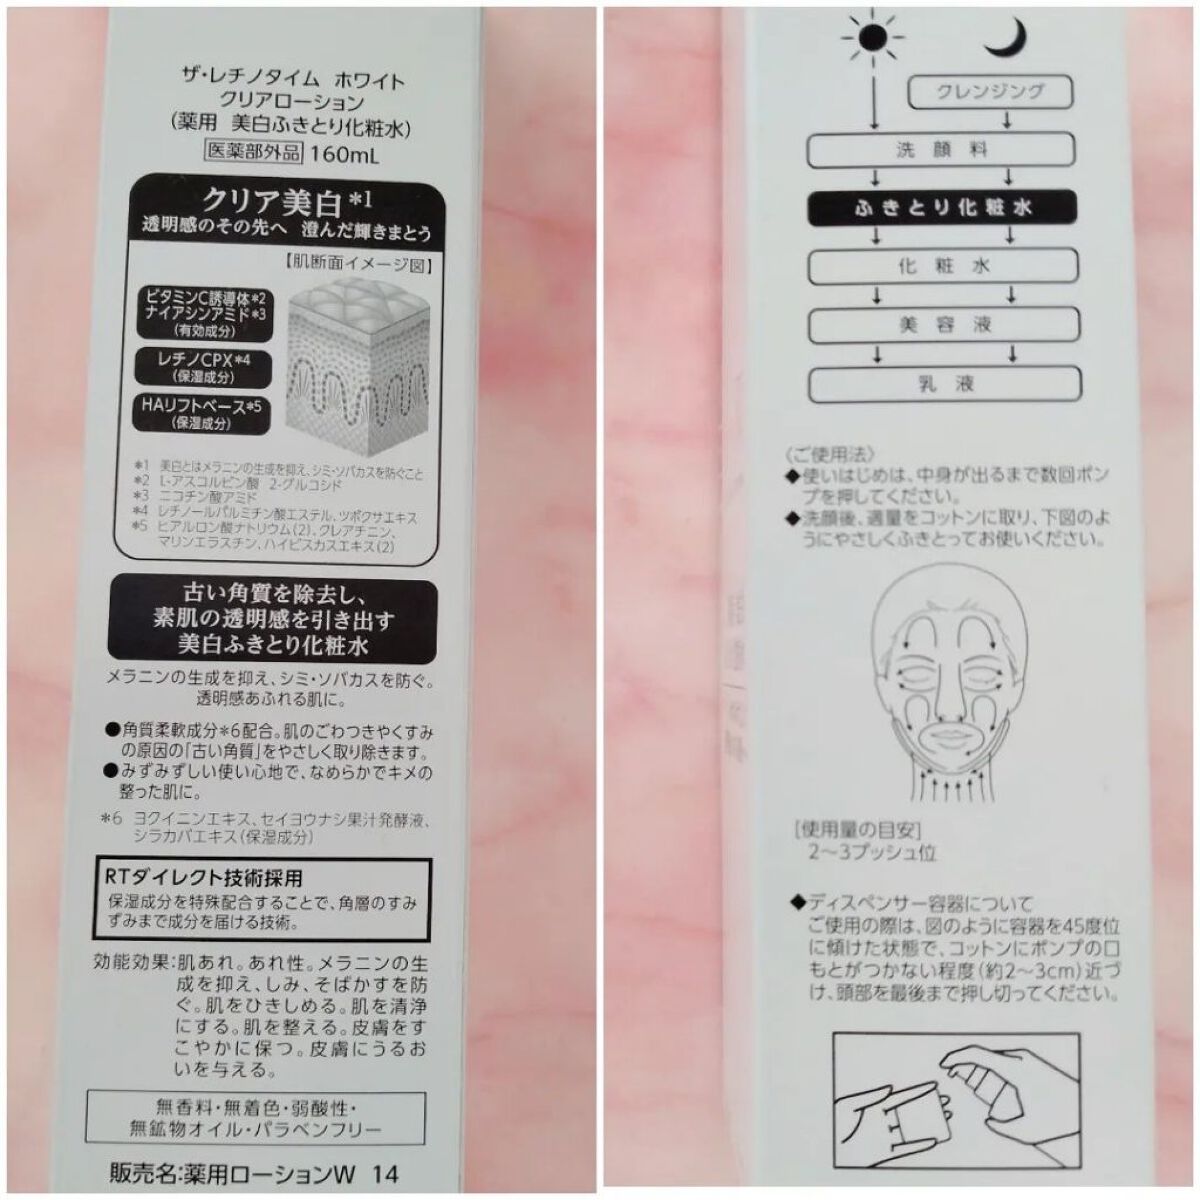 ザ・レチノタイム ホワイト
クリアローション
(薬用 美白ふきとり化粧水)
医薬部外品 160mL
クリア美白*1
透明感のその先へ 澄んだ輝きまとう
【肌断面イメージ図】
ビタミンC誘導体*2
ナイアシンアミド*3
(有効成分)
レチノCPX*4
(保湿成分)
HAリフトベース*5
(保湿成分)
*1 美白とはメラニンの生成を抑え、シミ・ソバカスを防ぐこと
*2 L-アスコルビン酸 2-グルコシド
*3 ニコチン酸アミド
*4 レチノールパルミチン酸エステル、ツボクサエキス
*5 ヒアルロン酸ナトリウム(2)、クレアチニン、
マリンエラスチン、ハイビスカスエキス(2)
古い角質を除去し、
素肌の透明感を引き出す
美白ふきとり化粧水
メラニンの生成を抑え、シミ・ソバカスを防ぐ。
透明感あふれる肌に。
●角質柔軟成分*6配合。肌のごわつきやくすみ
の原因の「古い角質」をやさしく取り除きます。
●みずみずしい使い心地で、なめらかでキメの
整った肌に。
*6 ヨクイニンエキス、セイヨウナシ果汁発酵液、
シラカバエキス(保湿成分)
RTダイレクト技術採用
保湿成分を特殊配合することで、角層のすみ
ずみまで成分を届ける技術。
効能効果:肌あれ。あれ性。メラニンの生
成を抑え、しみ、そばかすを防
ぐ。肌をひきしめる。肌を清浄
にする。肌を整える。皮膚をす
こやかに保つ。皮膚にうるお
いを与える。
無香料・無着色・弱酸性・
無鉱物オイル・パラベンフリー
販売名:薬用ローションW 14
クレンジング
洗顔料
ふきとり化粧水
化粧水
美容液
乳液
〈ご使用法〉
◆使いはじめは、中身が出るまで数回ポン
プを押してください。
◆洗顔後、適量をコットンに取り、下図のよ
うにやさしくふきとってお使いください。
[使用量の目安]
2〜3プッシュ位
◆ディスペンサー容器について
ご使用の際は、図のように容器を45度位
に傾けた状態で、コットンにポンプの口
もとがつかない程度(約2〜3cm)近づ
け、頭部を最後まで押し切ってください。